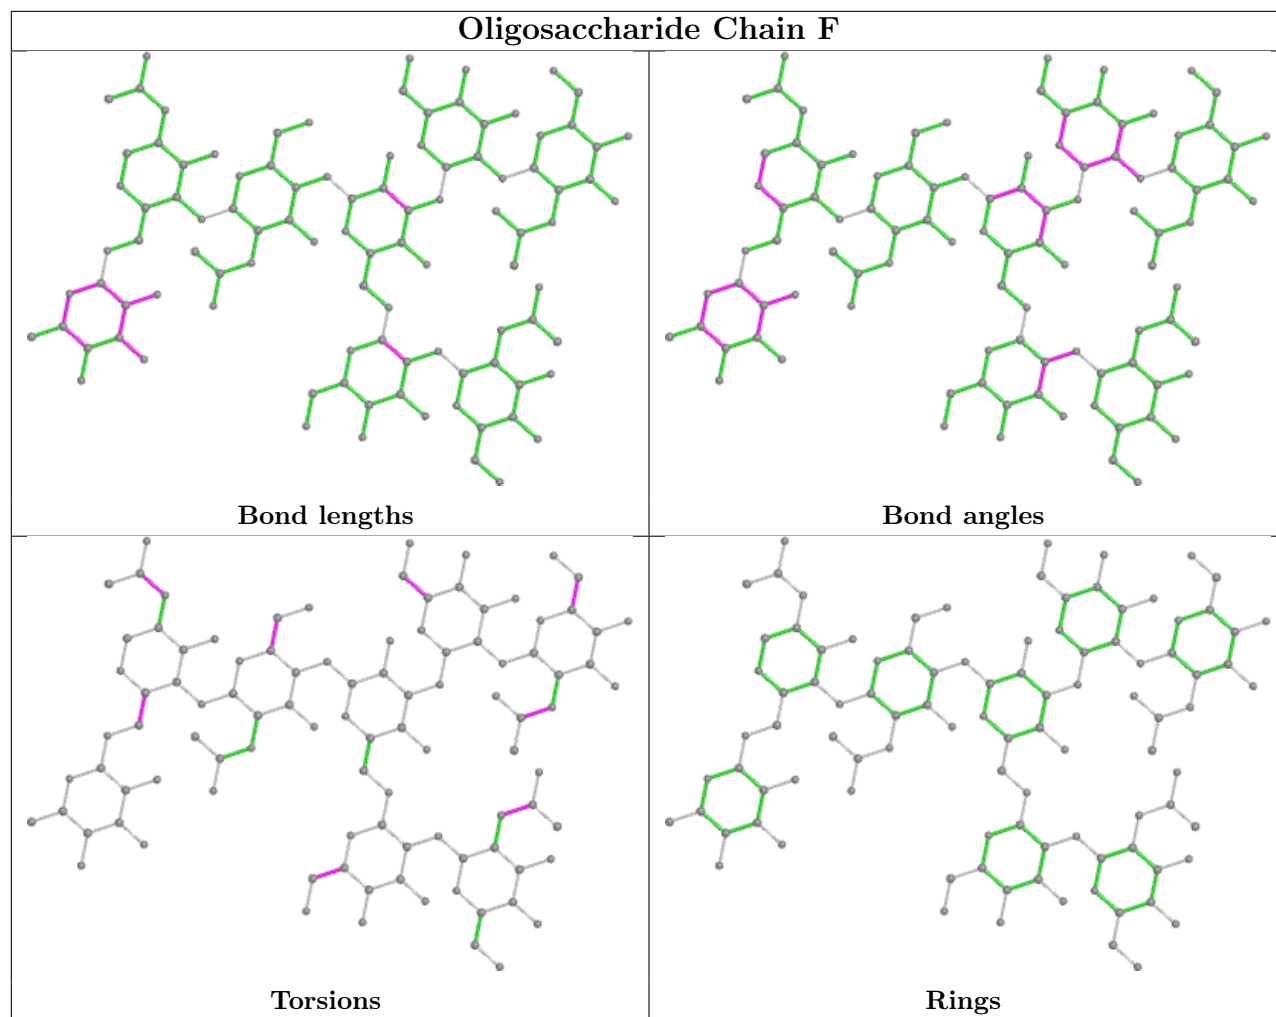 Oligosaccharide Chain F
Bond lengths
Bond angles
Torsions
Rings